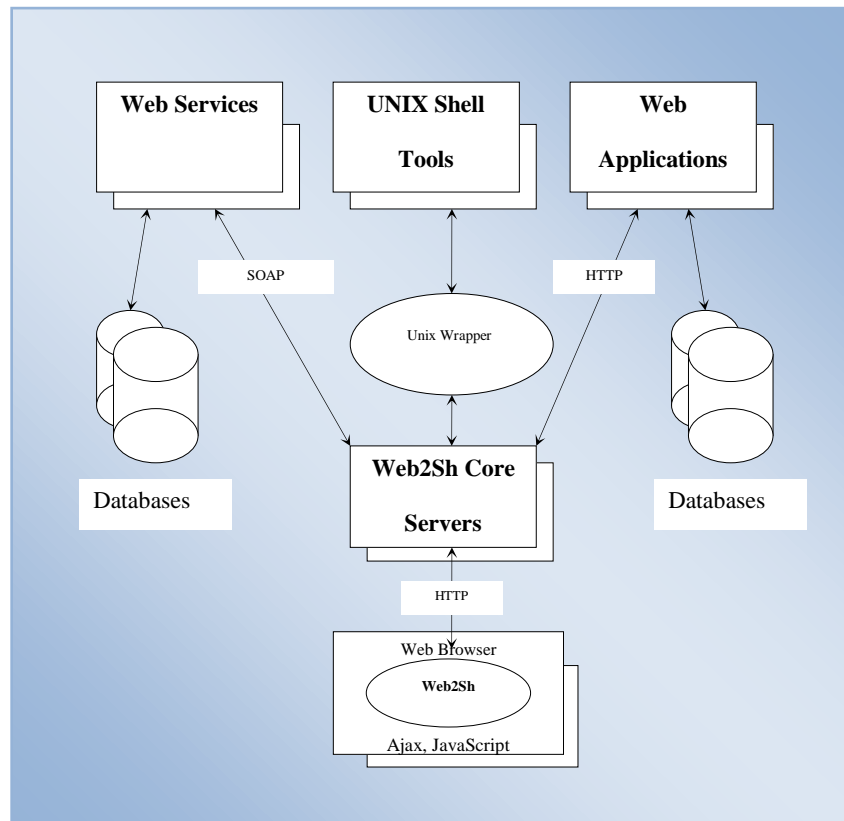 Web Services
UNIX Shell
Tools
Web
Applications
SOAP
HTTP
Unix Wrapper
Databases
Web2Sh Core
Servers
Databases
HTTP
Web Browser
Web2Sh
Ajax, JavaScript